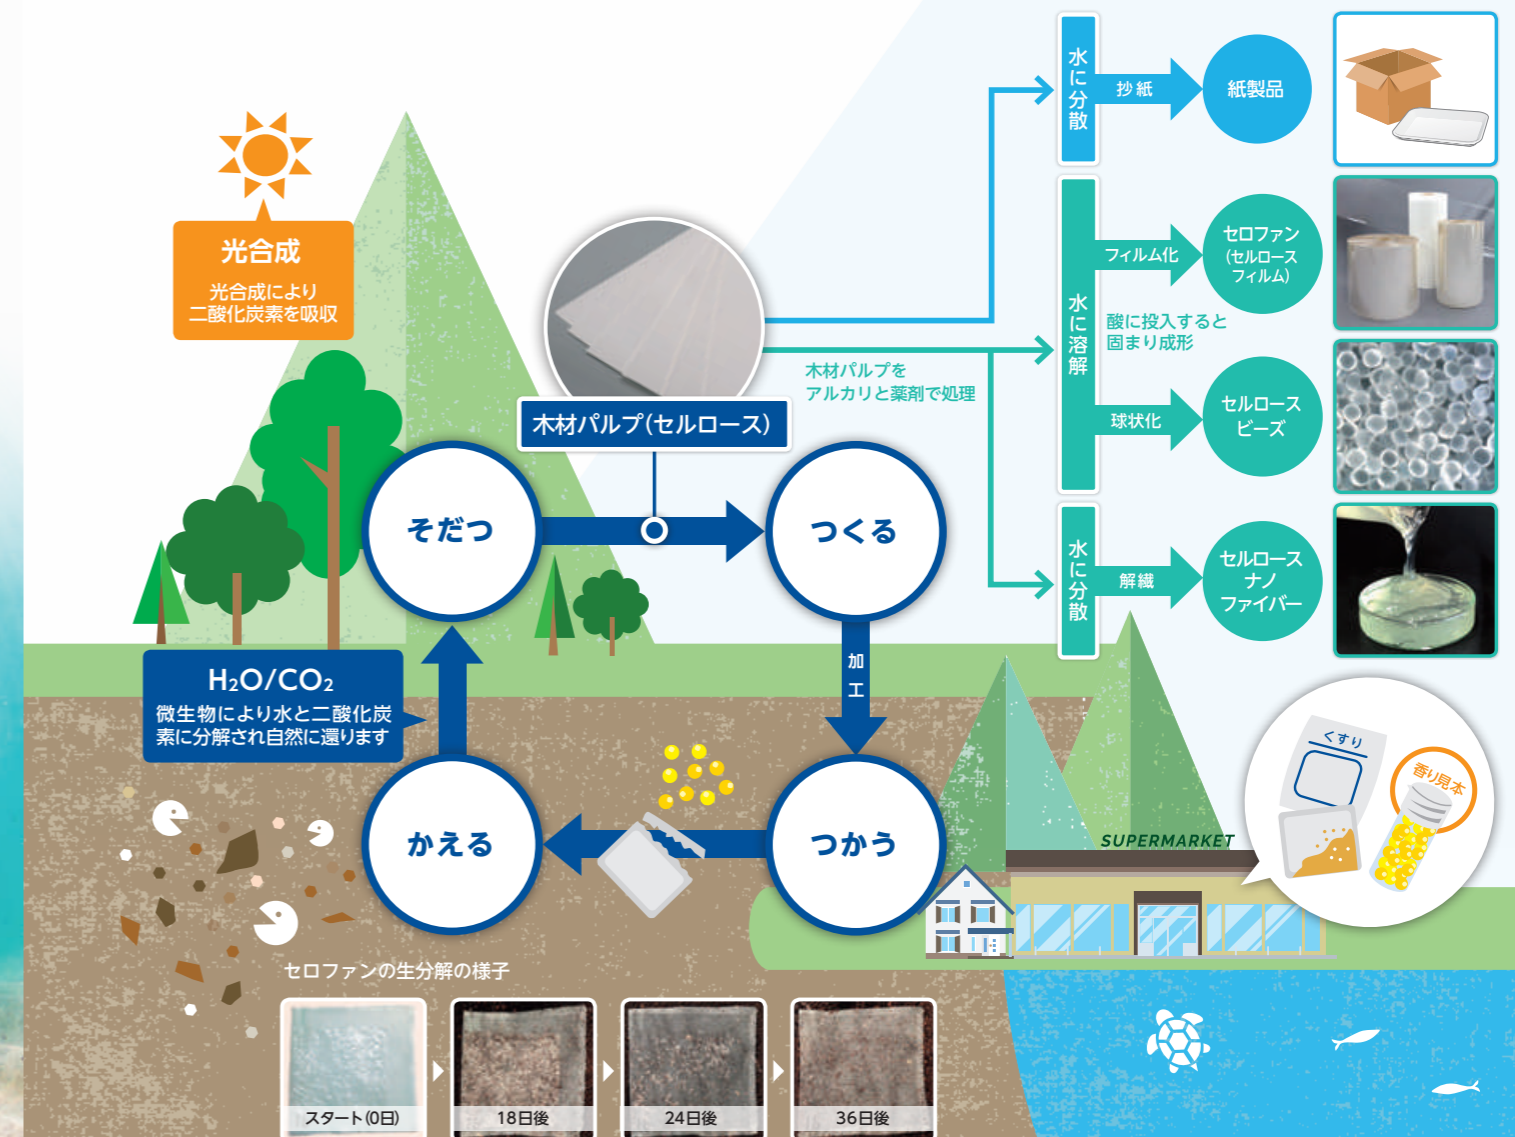 光合成
光合成により
二酸化炭素を吸収
木材パルプ(セルロース)
木材パルプを
アルカリと薬剤で処理
水に分散
抄紙
紙製品
水に溶解
フィルム化
セロファン
(セルロース
フィルム)
酸に投入すると
固まり成形
球状化
セルロース
ビーズ
水に分散
解繊
セルロース
ナノ
ファイバー
そだつ
つくる
加工
つかう
かえる
H₂O/CO₂
微生物により水と二酸化炭
素に分解され自然に還ります
くすり
香り見本
SUPERMARKET
セロファンの生分解の様子
スタート(0日)
18日後
24日後
36日後